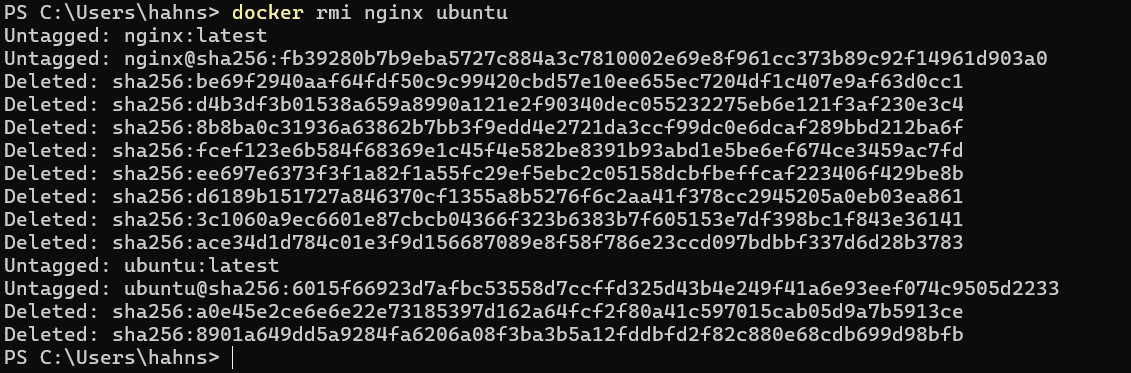 PS C:\Users\hahns> docker rmi nginx ubuntu
Untagged: nginx:latest
Untagged: nginx@sha256:fb39280b7b9eba5727c884a3c7810002e69e8f961cc373b89c92f14961d903a0
Deleted: sha256:be69f2940aaf64fdf50c9c99420cbd57e10ee655ec7204df1c407e9af63d0cc1
Deleted: sha256:d4b3df3b01538a659a8990a121e2f90340dec055232275eb6e121f3af230e3c4
Deleted: sha256:8b8ba0c31936a63862b7bb3f9edd4e2721da3ccf99dc0e6dcaf289bbd212ba6f
Deleted: sha256:fcef123e6b584f68369e1c45f4e582be8391b93abd1e5be6ef674ce3459ac7fd
Deleted: sha256:ee697e6373f3f1a82f1a55fc29ef5ebc2c05158dcbfbeffcaf223406f429be8b
Deleted: sha256:d6189b151727a846370cf1355a8b5276f6c2aa41f378cc2945205a0eb03ea861
Deleted: sha256:3c1060a9ec6601e87cbcb04366f323b6383b7f605153e7df398bc1f843e36141
Deleted: sha256:ace34d1d784c01e3f9d156687089e8f58f786e23ccd097bdbbf337d6d28b3783
Untagged: ubuntu:latest
Untagged: ubuntu@sha256:6015f66923d7afbc53558d7ccffd325d43b4e249f41a6e93eef074c9505d2233
Deleted: sha256:a0e45e2ce6e6e22e73185397d162a64fcf2f80a41c597015cab05d9a7b5913ce
Deleted: sha256:8901a649dd5a9284fa6206a08f3ba3b5a12fddbfd2f82c880e68cdb699d98bfb
PS C:\Users\hahns>